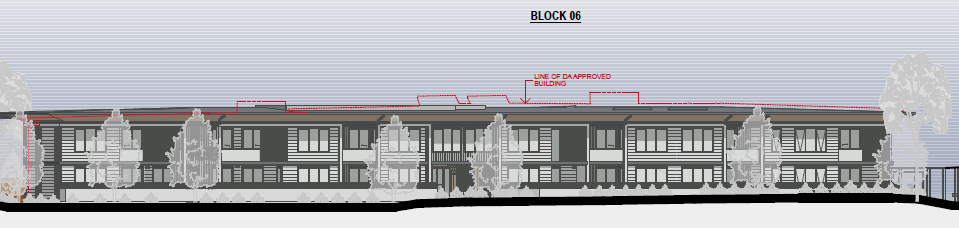 BLOCK 06
LINE OF DA APPROVED
BUILDING